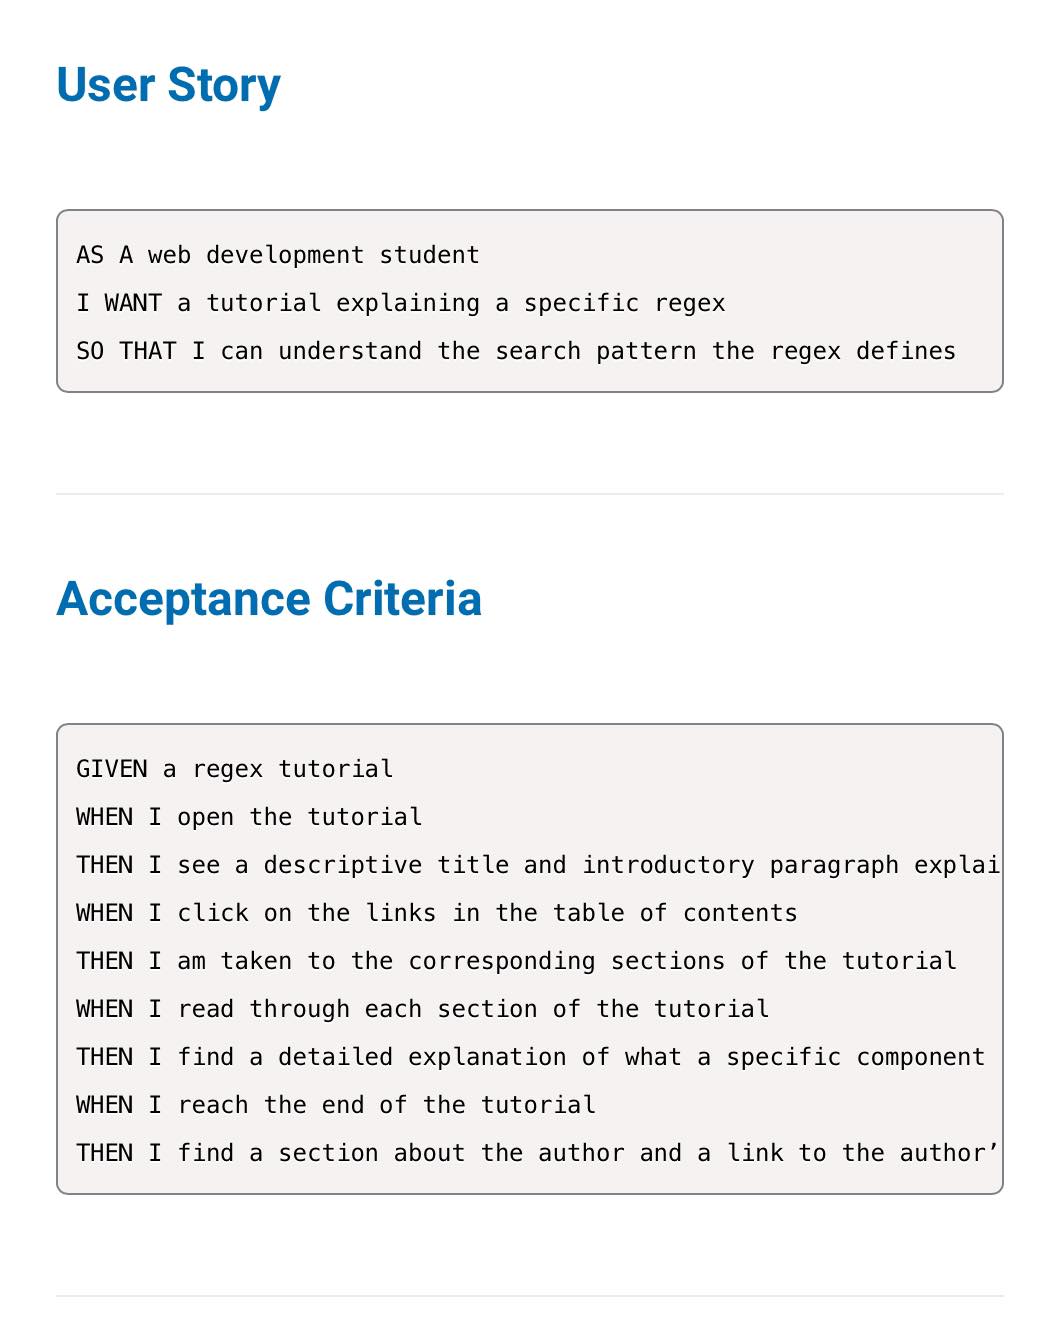 User Story
AS A web development student
I WANT a tutorial explaining a specific regex
SO THAT I can understand the search pattern the regex defines
Acceptance Criteria
GIVEN a regex tutorial
WHEN I open the tutorial
THEN I see a descriptive title and introductory paragraph explai
WHEN I click on the links in the table of contents
THEN I am taken to the corresponding sections of the tutorial
WHEN I read through each section of the tutorial
THEN I find a detailed explanation of what a specific component
WHEN I reach the end of the tutorial
THEN I find a section about the author and a link to the author’